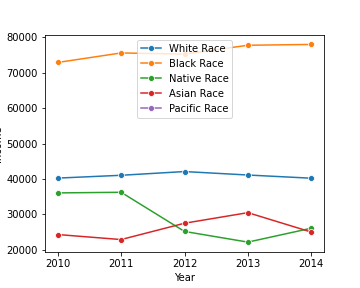 80000
70000
60000
50000
40000
30000
20000
White Race
Black Race
Native Race
Asian Race
Pacific Race
2010 2011 2012 2013 2014
Year